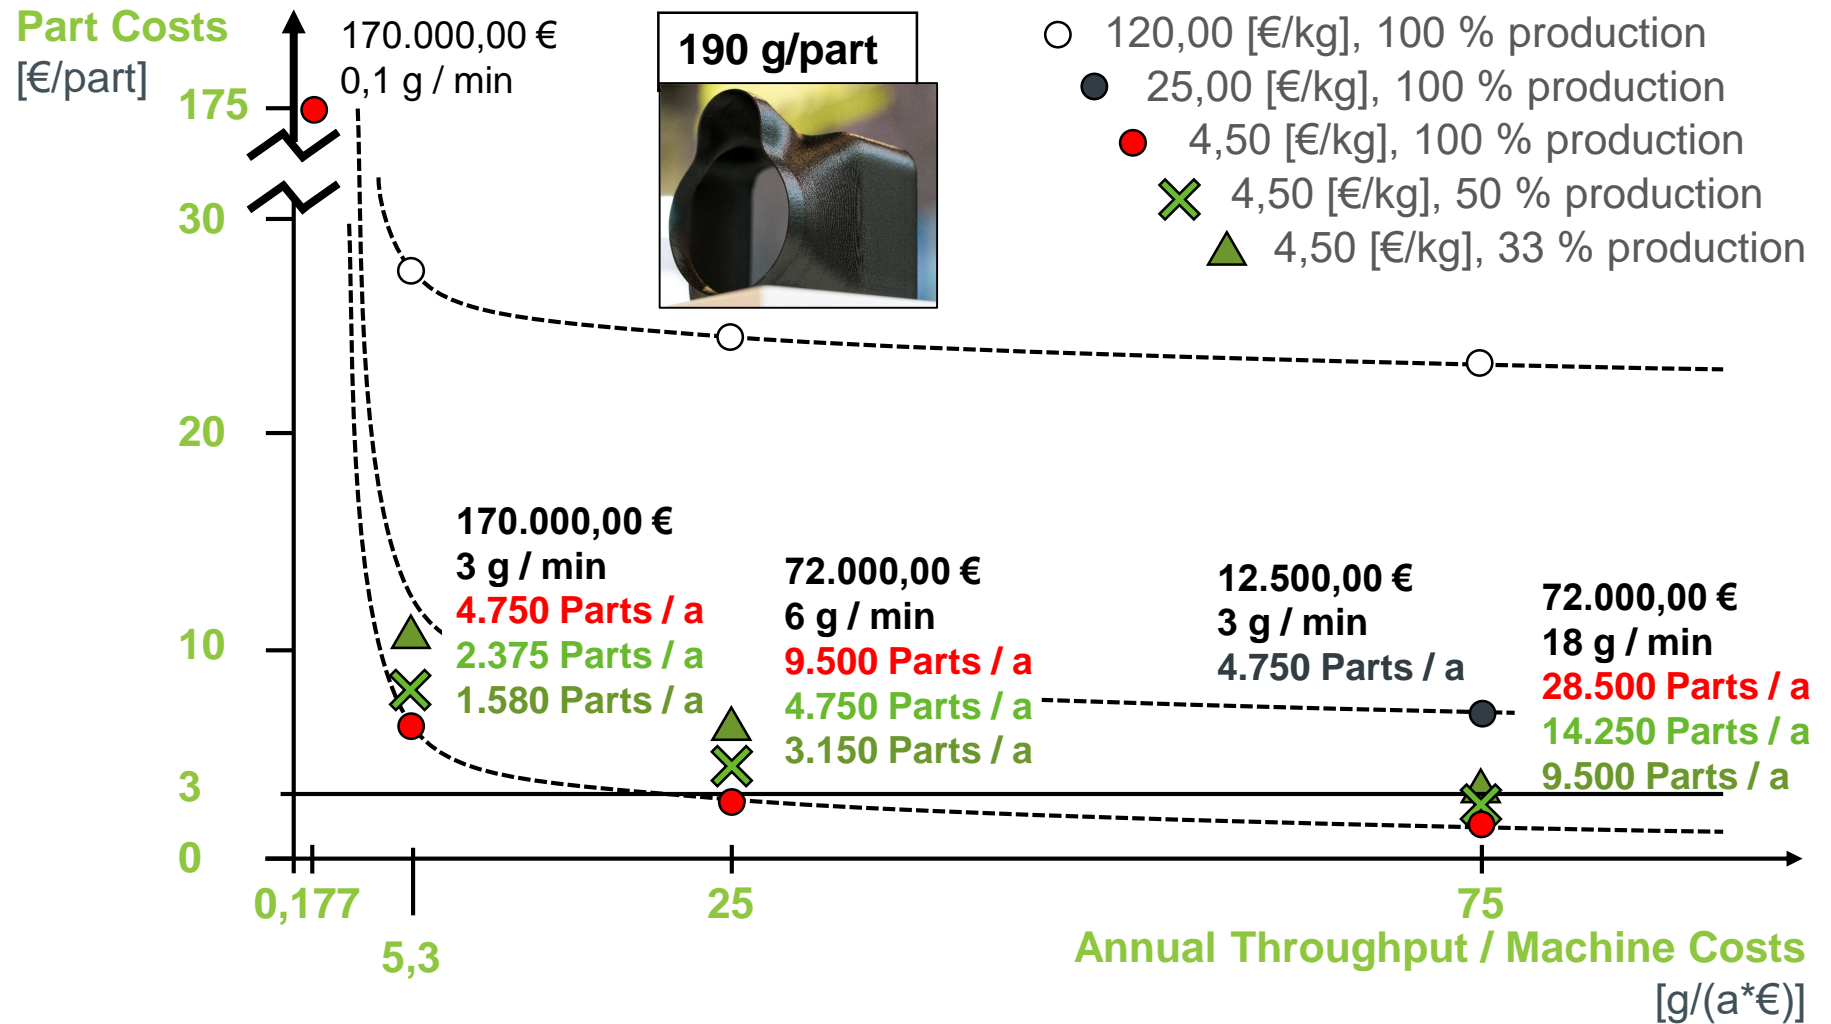 Part Costs
[€/part]
170.000,00 €
0,1 g / min
190 g/part
120,00 [€/kg], 100 % production
25,00 [€/kg], 100 % production
4,50 [€/kg], 100 % production
4,50 [€/kg], 50 % production
4,50 [€/kg], 33 % production
175
30
20
10
3
0
170.000,00 €
3 g / min
4.750 Parts / a
2.375 Parts / a
1.580 Parts / a
72.000,00 €
6 g / min
9.500 Parts / a
4.750 Parts / a
3.150 Parts / a
12.500,00 €
3 g / min
4.750 Parts / a
72.000,00 €
18 g / min
28.500 Parts / a
14.250 Parts / a
9.500 Parts / a
0,177
5,3
25
75
Annual Throughput / Machine Costs
[g/(a*€)]